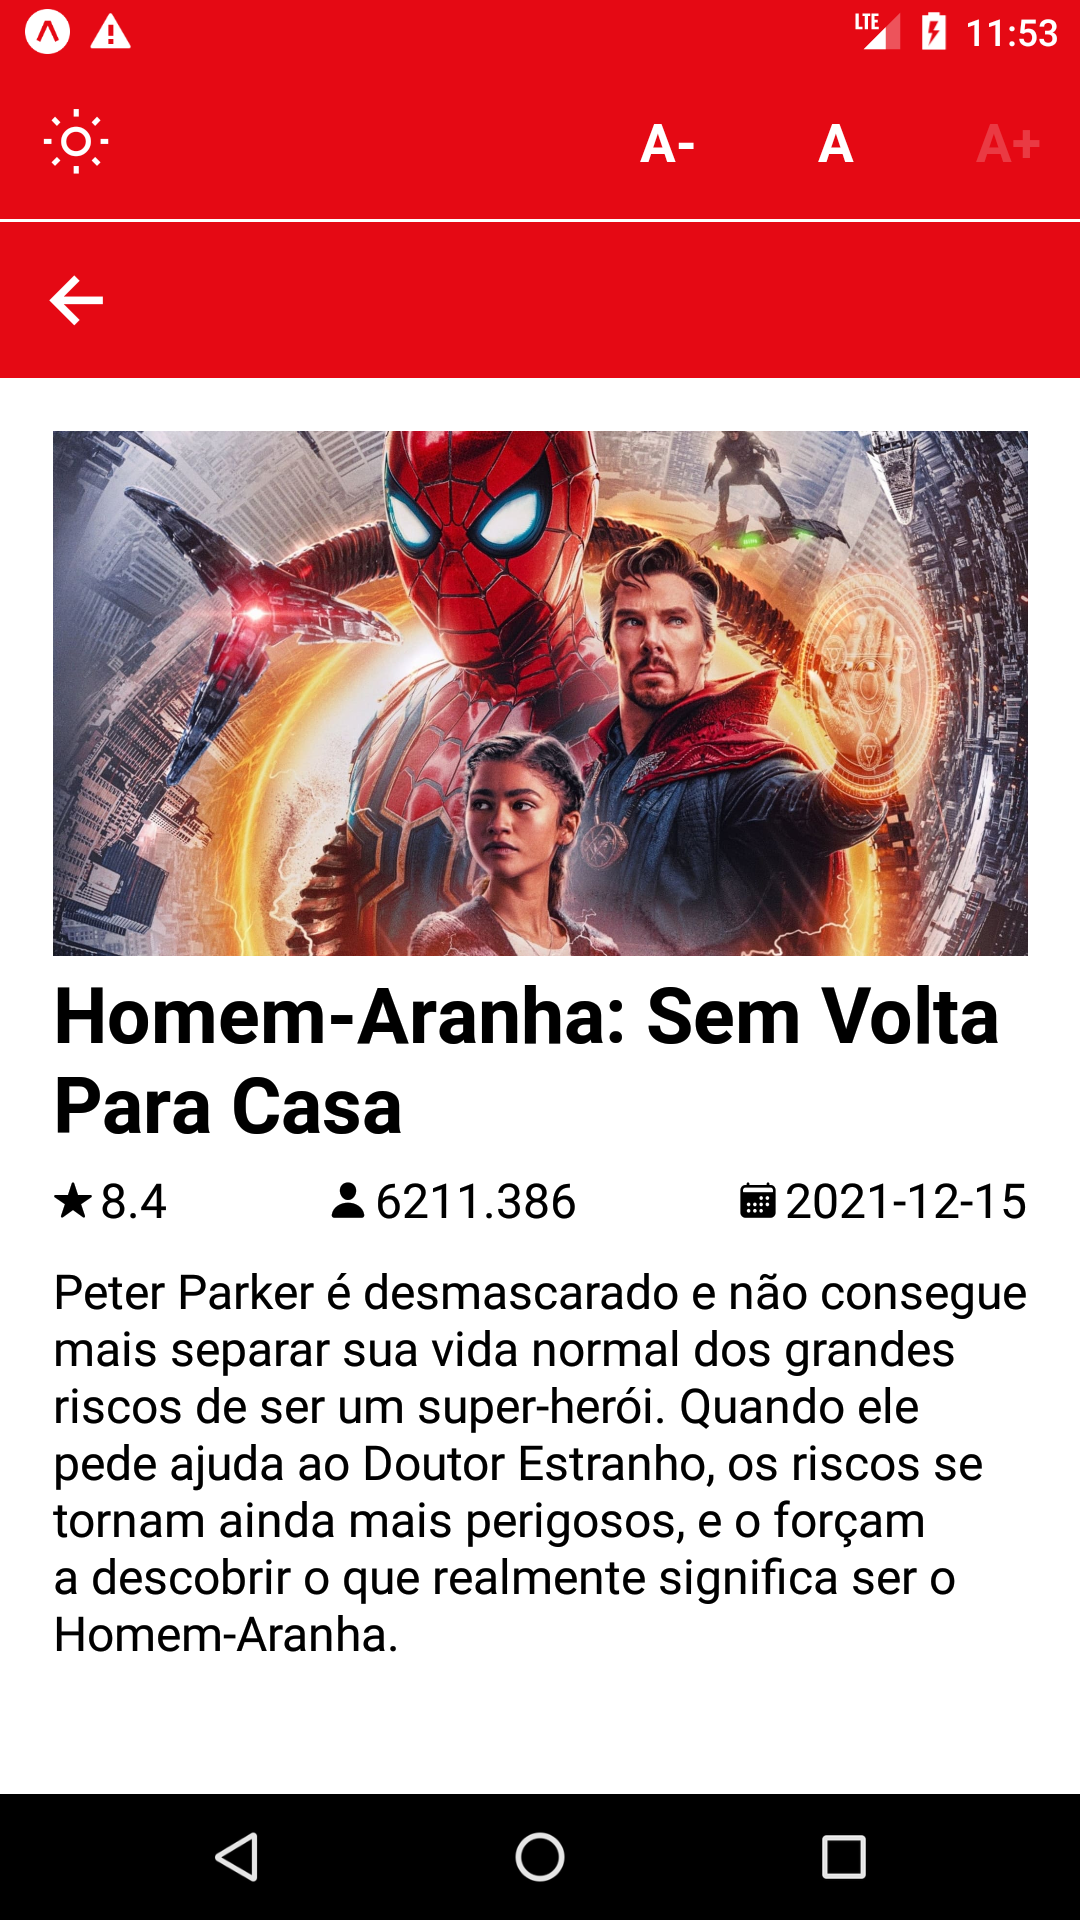 LTE 11:53
A- A A+
Homem-Aranha: Sem Volta
Para Casa
8.4 6211.386 2021-12-15
Peter Parker é desmascarado e não consegue
mais separar sua vida normal dos grandes
riscos de ser um super-herói. Quando ele
pede ajuda ao Doutor Estranho, os riscos se
tornam ainda mais perigosos, e o forçam
a descobrir o que realmente significa ser o
Homem-Aranha.